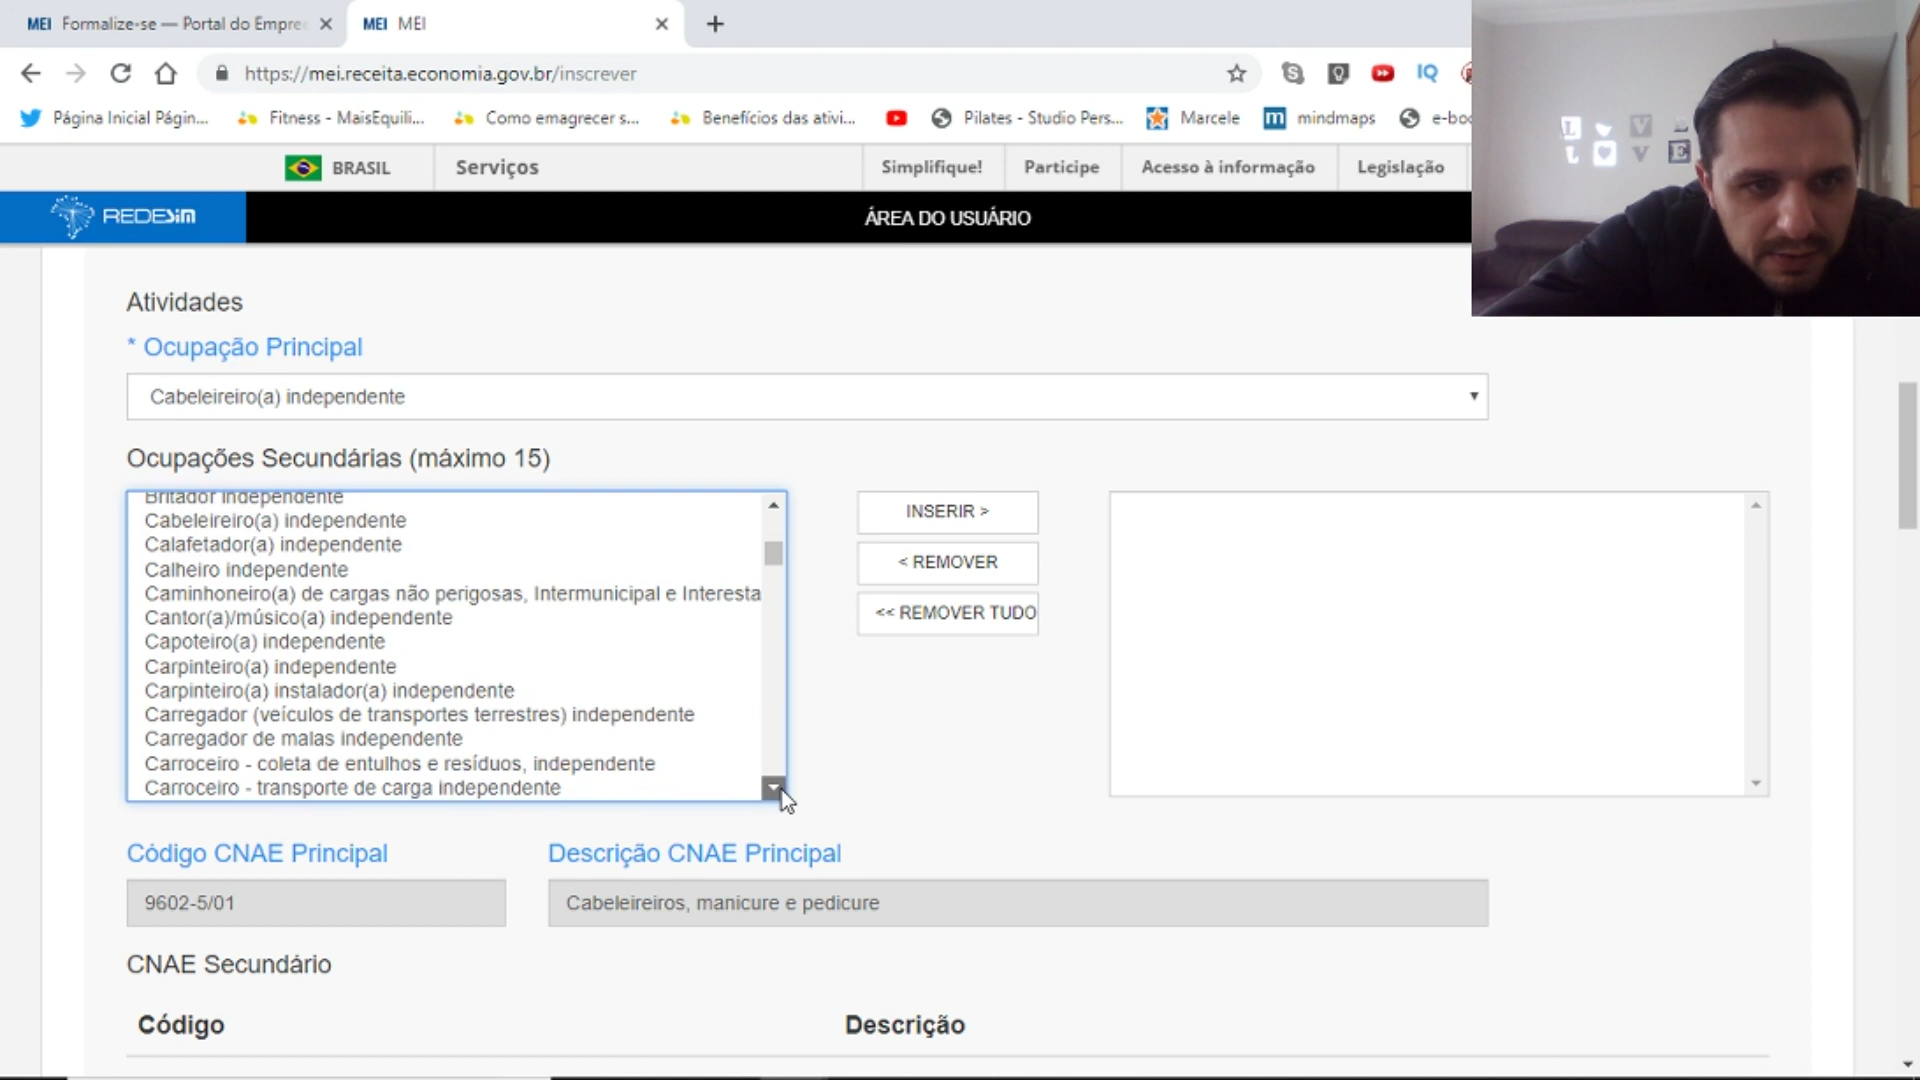 MEI Formalize-se — Portal do Empre
MEI MEI
https://mei.receita.economia.gov.br/inscrever
IQ
Página Inicial Págin...
Fitness - MaisEquili...
Como emagrecer s...
Benefícios das ativi...
Pilates - Studio Pers...
Marcele
m mindmaps
e-boo
BRASIL
Serviços
Simplifique!
Participe
Acesso à informação
Legislação
REDESIM
ÁREA DO USUÁRIO
Atividades
* Ocupação Principal
Cabeleireiro(a) independente
Ocupações Secundárias (máximo 15)
Britador independente
Cabeleireiro(a) independente
Calafetador(a) independente
Calheiro independente
Caminhoneiro(a) de cargas não perigosas, Intermunicipal e Interesta
Cantor(a)/músico(a) independente
Capoteiro(a) independente
Carpinteiro(a) independente
Carpinteiro(a) instalador(a) independente
Carregador (veículos de transportes terrestres) independente
Carregador de malas independente
Carroceiro - coleta de entulhos e resíduos, independente
Carroceiro - transporte de carga independente
INSERIR >
< REMOVER
<< REMOVER TUDO
Código CNAE Principal
Descrição CNAE Principal
9602-5/01
Cabeleireiros, manicure e pedicure
CNAE Secundário
Código
Descrição